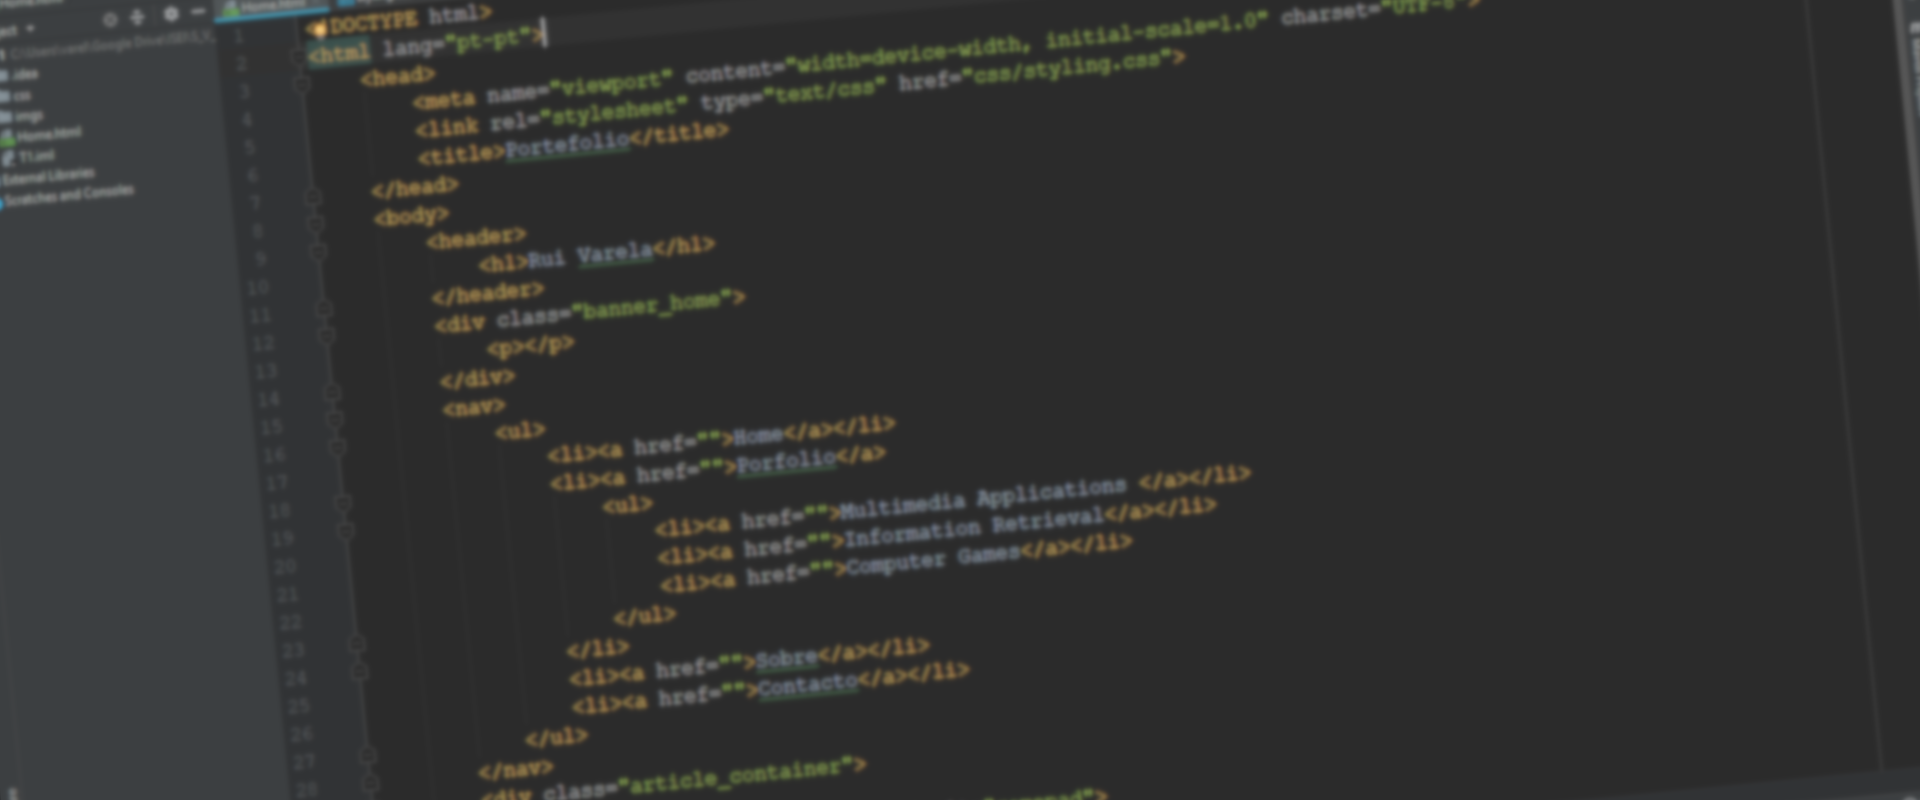 Home.html
<!DOCTYPE html>
<html lang="pt-pt">
<head>
<meta name="viewport" content="width=device-width, initial-scale=1.0" charset="UTF-8">
<link rel="stylesheet" type="text/css" href="css/styling.css">
<title>Portefolio</title>
</head>
<body>
<header>
<h1>Rui Varela</h1>
</header>
<div class="banner_home">
<p></p>
</div>
<nav>
<ul>
<li><a href="">Home</a></li>
<li><a href="">Porfolio</a>
<ul>
<li><a href="">Multimedia Applications </a></li>
<li><a href="">Information Retrieval</a></li>
<li><a href="">Computer Games</a></li>
</ul>
</li>
<li><a href="">Sobre</a></li>
<li><a href="">Contacto</a></li>
</ul>
</nav>
<div class="article_container">
.idea
css
imgs
Home.html
External Libraries
Scratches and Consoles
1
2
3
4
5
6
7
8
9
10
11
12
13
14
15
16
17
18
19
20
21
22
23
24
25
26
27
28